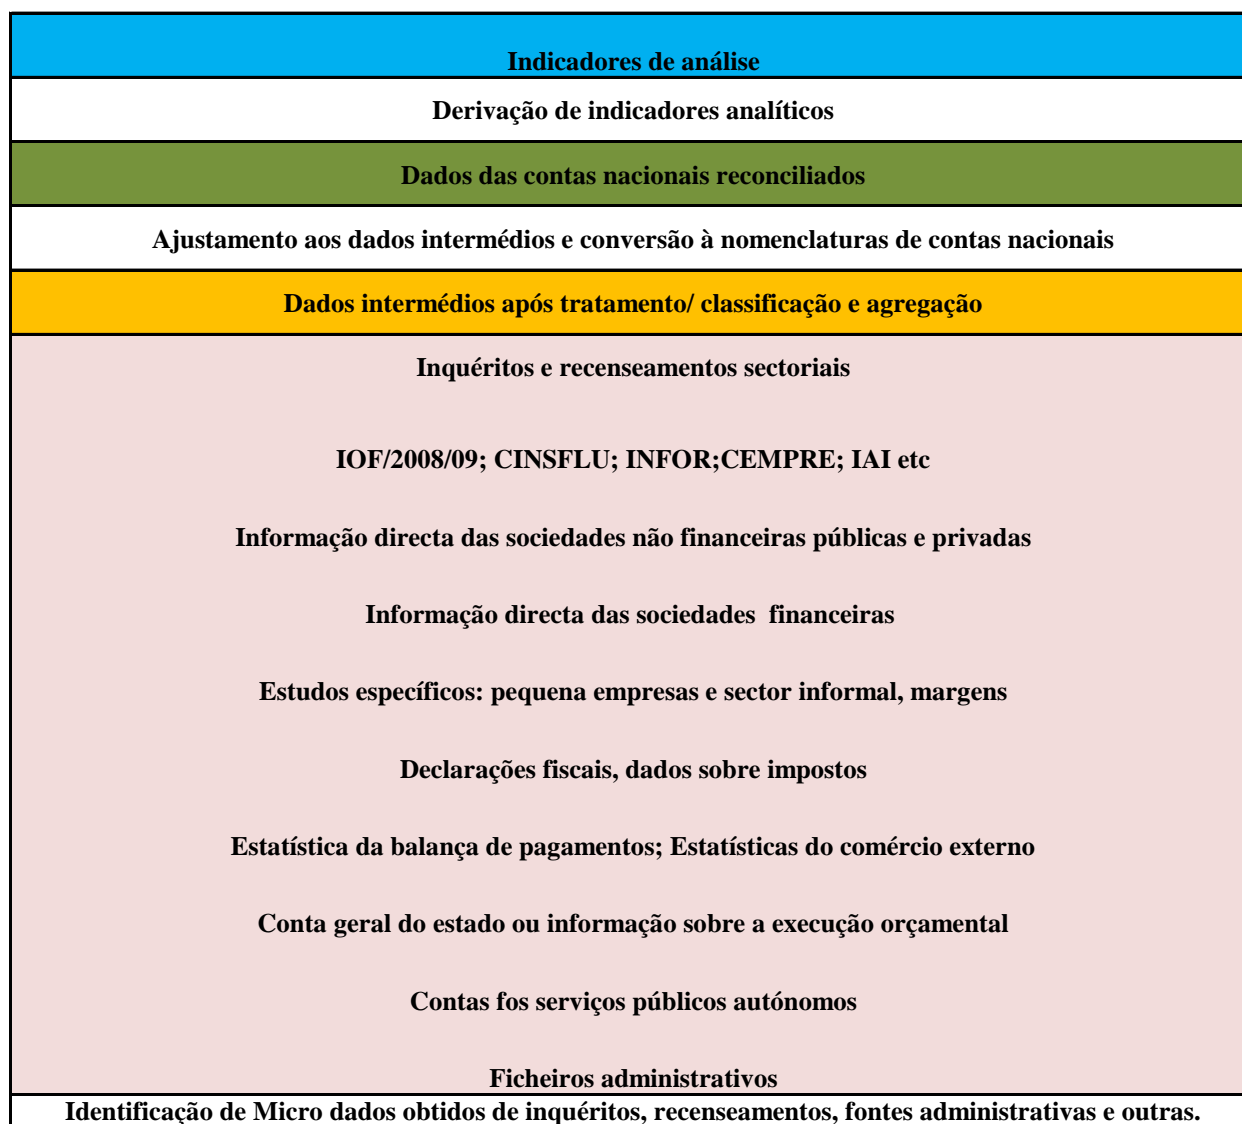 Indicadores de análise
Derivação de indicadores analíticos
Dados das contas nacionais reconciliados
Ajustamento aos dados intermédios e conversão à nomenclaturas de contas nacionais
Dados intermédios após tratamento/ classificação e agregação
Inquéritos e recenseamentos sectoriais
IOF/2008/09; CINSFLU; INFOR;CEMPRE; IAI etc
Informação directa das sociedades não financeiras públicas e privadas
Informação directa das sociedades  financeiras
Estudos específicos: pequena empresas e sector informal, margens
Declarações fiscais, dados sobre impostos
Estatística da balança de pagamentos; Estatísticas do comércio externo
Conta geral do estado ou informação sobre a execução orçamental
Contas fos serviços públicos autónomos
Ficheiros administrativos
Identificação de Micro dados obtidos de inquéritos, recenseamentos, fontes administrativas e outras.